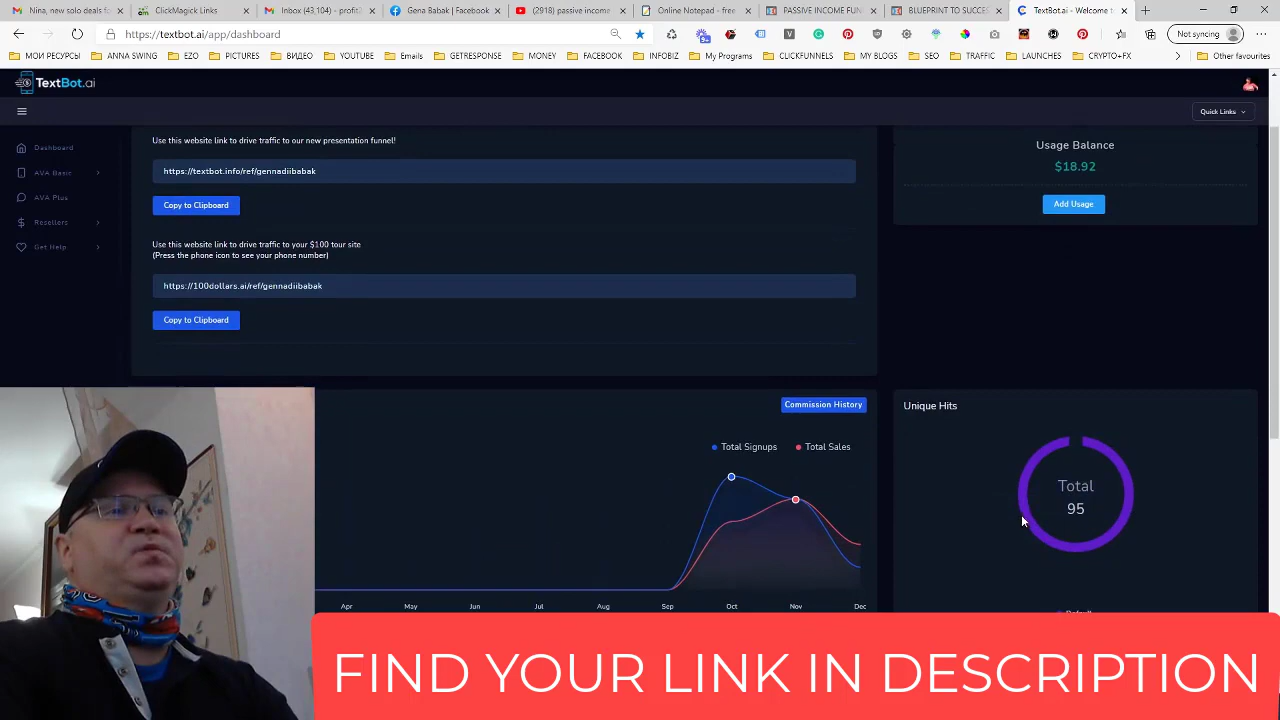 Nina, new solo deals fo
ClickMagick Links
Inbox (43,104) - profit2
Gena Babak | Facebook
(2918) passive income
Online Notepad - free
PASSIVE INCOME FUN
BLUEPRINT TO SUCCE
TextBot.ai - Welcome to
https://textbot.ai/app/dashboard
9+
Not syncing
МОИ РЕСУРСЫ
ANNA SWING
EZO
PICTURES
ВИДЕО
YOUTUBE
Emails
GETRESPONSE
INFOBIZ
My Programs
MONEY
FACEBOOK
CLICKFUNNELS
MY BLOG
SEO
TRAFFIC
LAUNCHES
CRYPTO+FX
Other favourites
TextBot.ai
Quick Links
Dashboard
AVA Basic
AVA Plus
Resellers
Get Help
Use this website link to drive traffic to our new presentation funnel!
https://textbot.info/ref/gennadiibabak
Copy to Clipboard
Use this website link to drive traffic to your $100 tour site
(Press the phone icon to see your phone number)
https://100dollars.ai/ref/gennadiibabak
Copy to Clipboard
Usage Balance
$18.92
Add Usage
Commission History
Total Signups
Total Sales
Apr
May
Jun
Jul
Aug
Sep
Oct
Nov
Dec
Unique Hits
Total
95
Default
FIND YOUR LINK IN DESCRIPTION